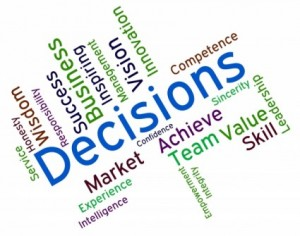 Service
Honesty
Wisdom
Responsibility
Success
Business
Inspiring
Management
Vision
Innovation
Decisions
Competence
Sincerity
Leadership
Confidence
Achieve
Market
Team
Value
Skill
Experience
Intelligence
Empowerment
Integrity